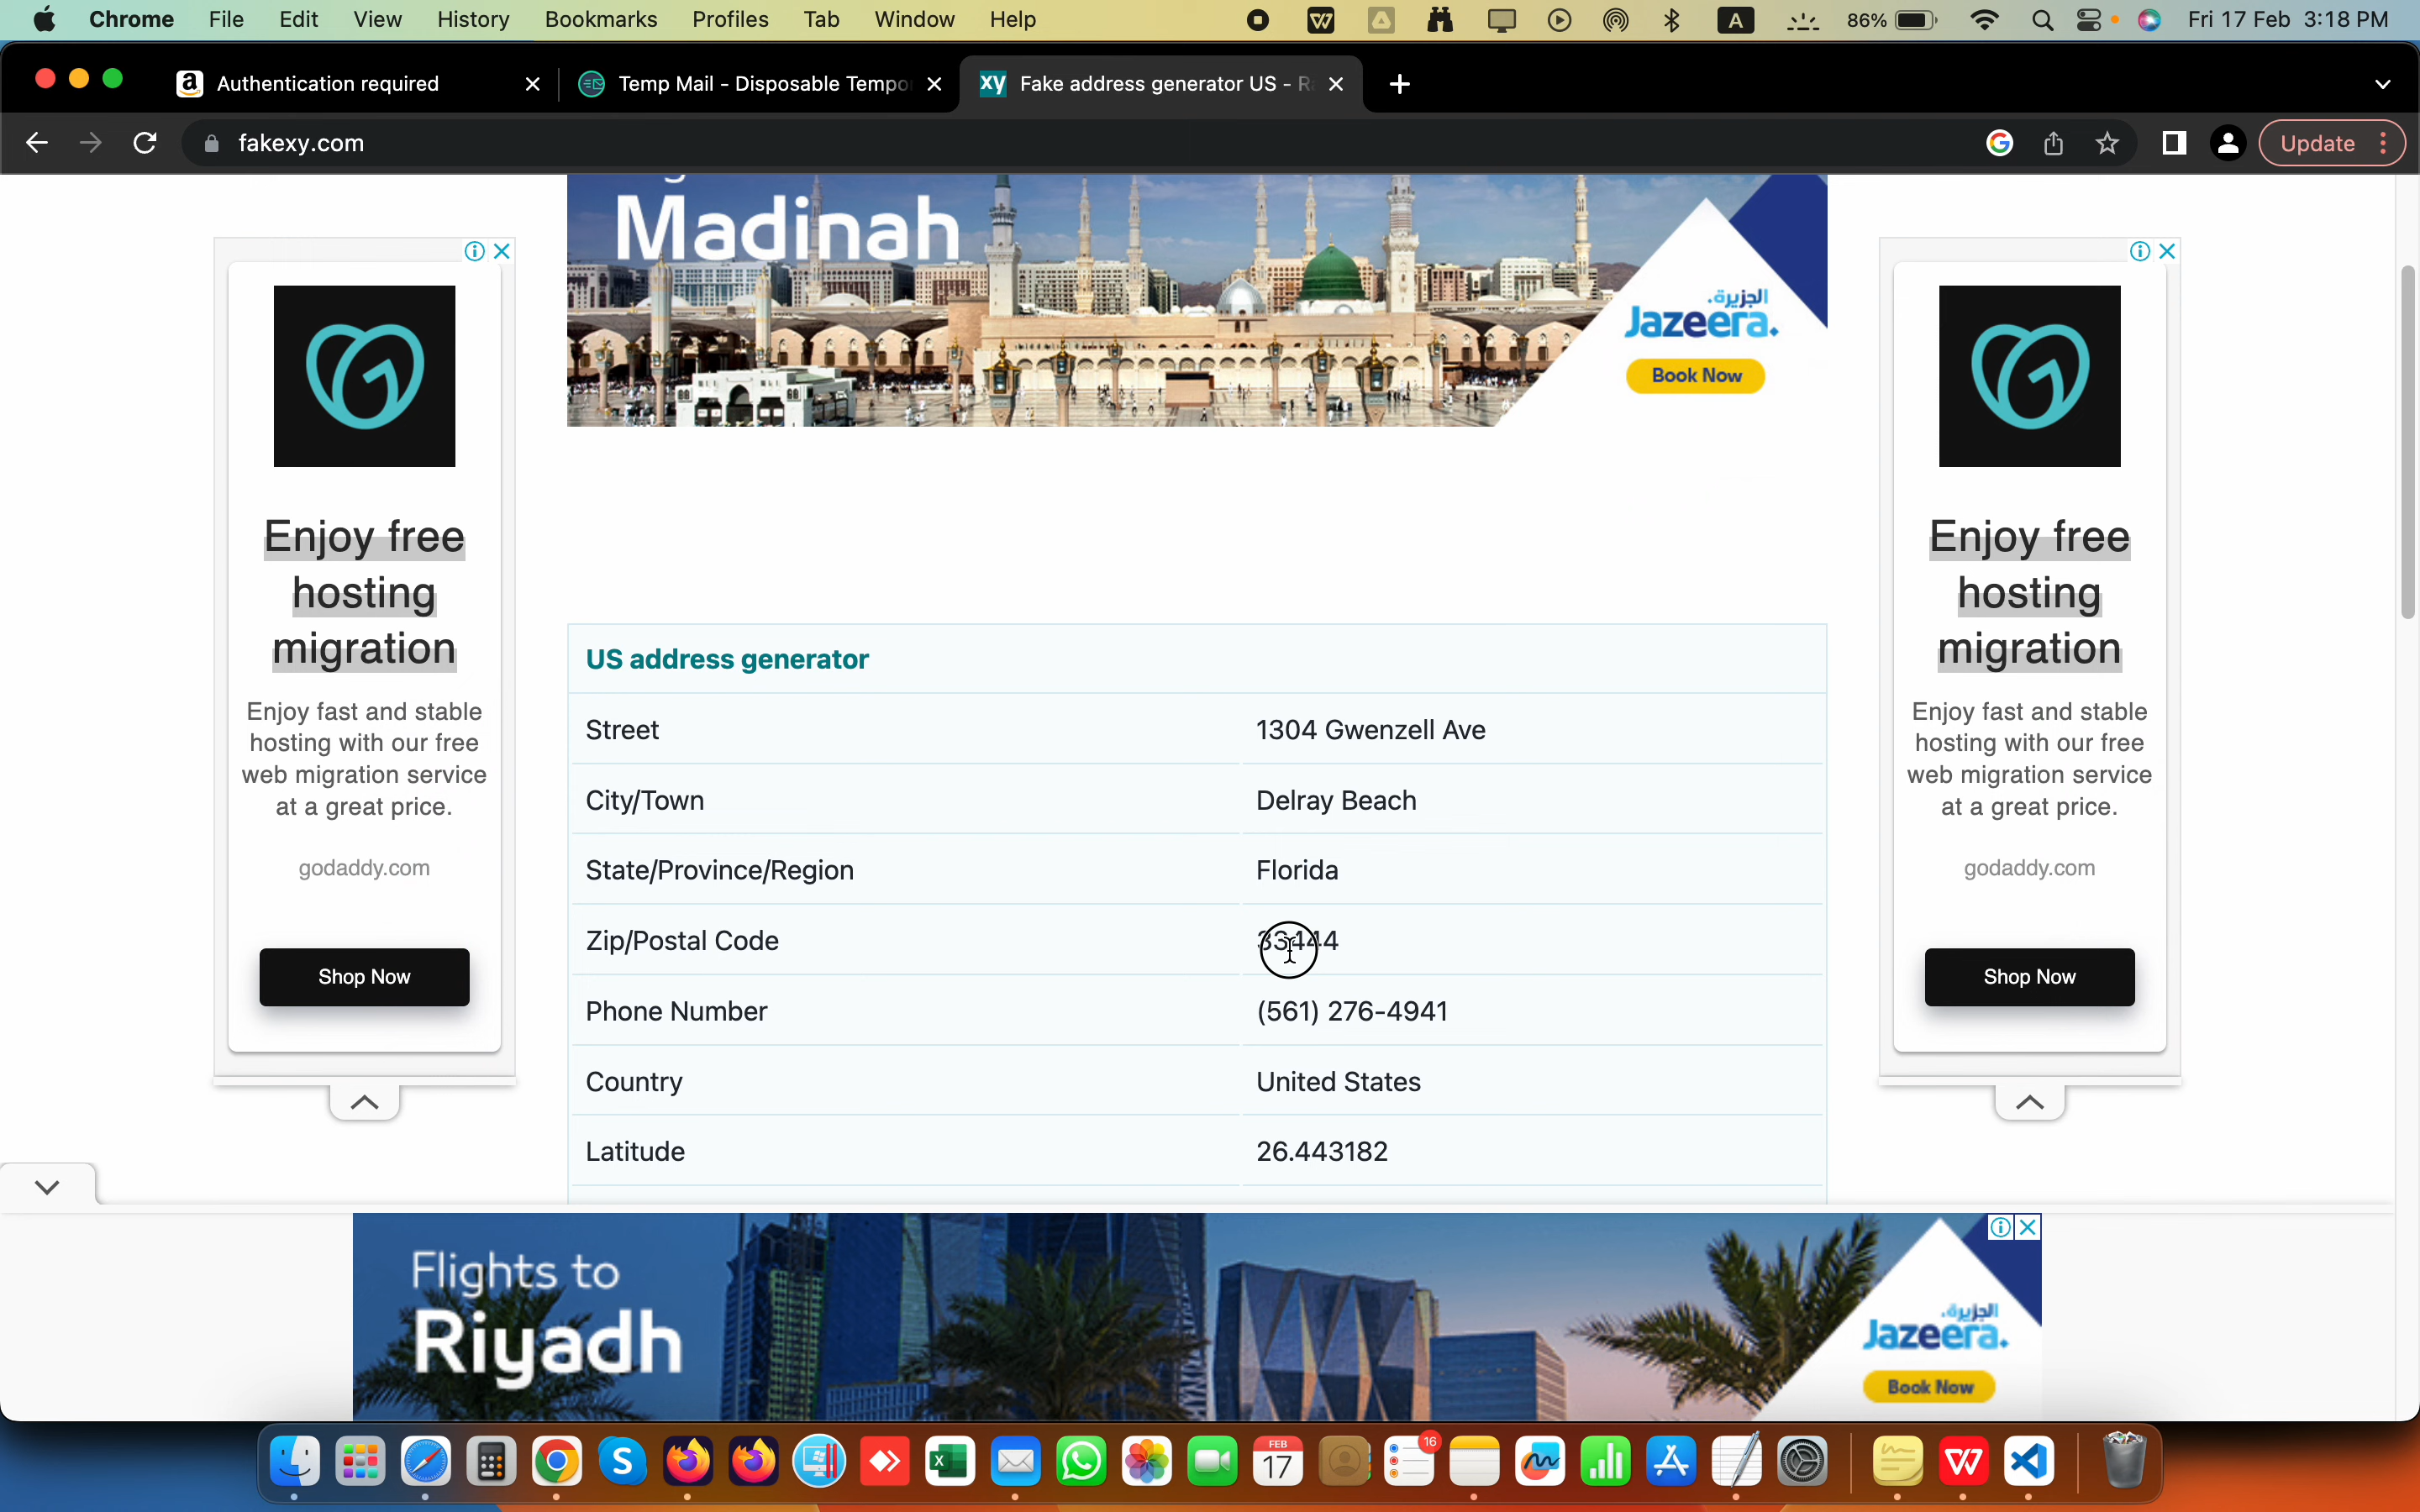 Chrome File Edit View History Bookmarks Profiles Tab Window Help A 86% Fri 17 Feb 3:18 PM
Authentication required Temp Mail - Disposable Tempo Fake address generator US - R
fakexy.com Update
Madinah
الجزيرة.
Jazeera.
Book Now
Enjoy free
hosting
migration
Enjoy fast and stable
hosting with our free
web migration service
at a great price.
godaddy.com
Shop Now
US address generator
Street 1304 Gwenzell Ave
City/Town Delray Beach
State/Province/Region Florida
Zip/Postal Code 33444
Phone Number (561) 276-4941
Country United States
Latitude 26.443182
Enjoy free
hosting
migration
Enjoy fast and stable
hosting with our free
web migration service
at a great price.
godaddy.com
Shop Now
Flights to
Riyadh
الجزيرة.
Jazeera.
Book Now
FEB
17
16